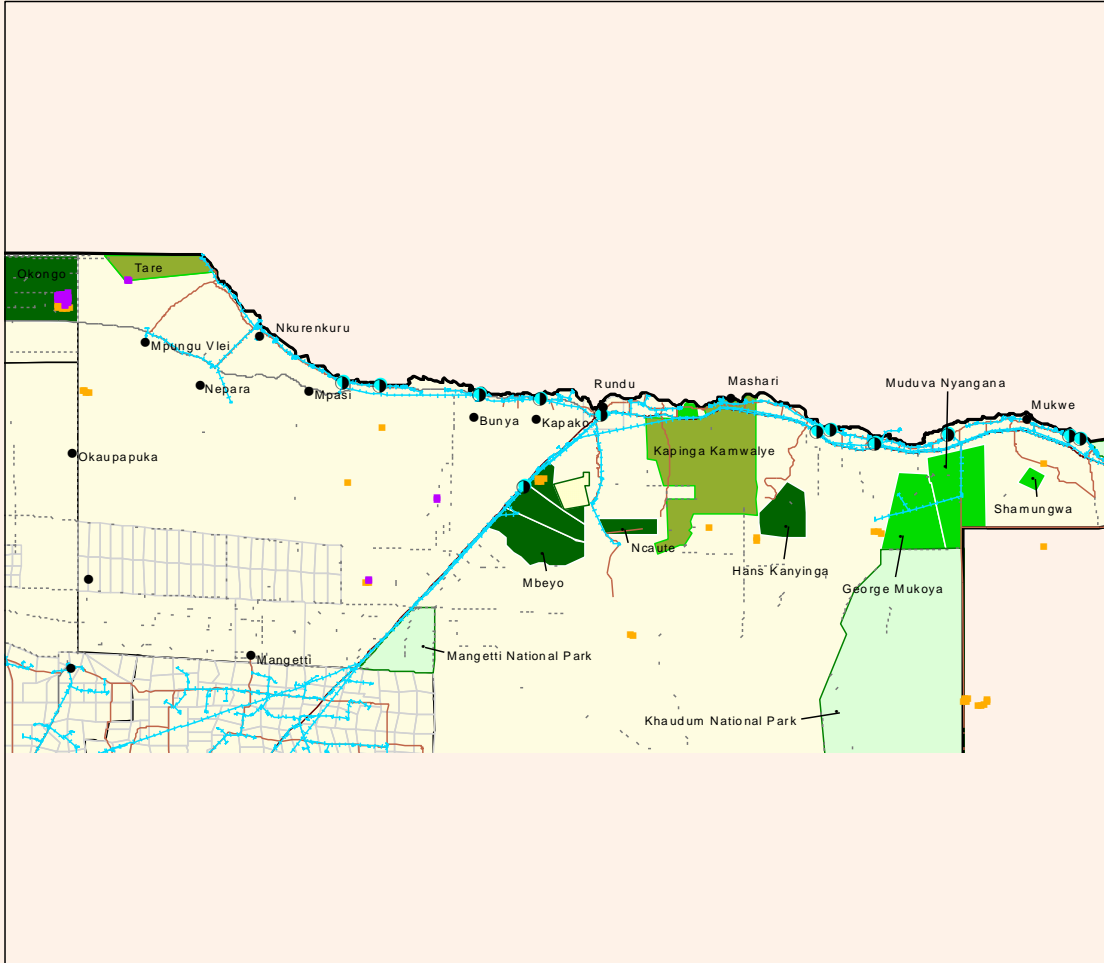 Okongo
Tare
Nkurenkuru
Mpungu Vlei
Nepara
Mpasi
Rundu
Mashari
Muduva Nyangana
Mukwe
Bunya
Kapako
Okaupapuka
Kapinga Kamwalye
Shamungwa
Ncaute
Mbeyo
Hans Kanyinga
George Mukoya
Mangetti
Mangetti National Park
Khaudum National Park